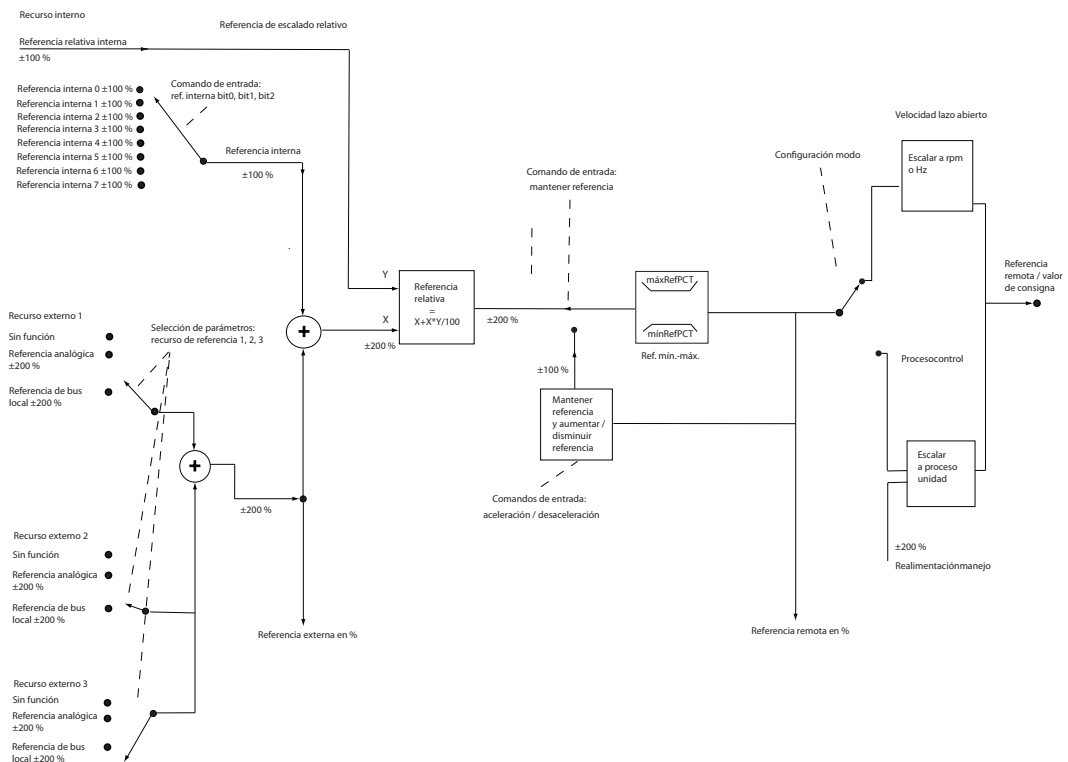 Recurso interno
Referencia de escalado relativo
Referencia relativa interna
±100 %
Comando de entrada:
ref. interna bit0, bit1, bit2
Referencia interna 0 ±100 %
Referencia interna 1 ±100 %
Referencia interna 2 ±100 %
Referencia interna 3 ±100 %
Referencia interna 4 ±100 %
Referencia interna 5 ±100 %
Referencia interna 6 ±100 %
Referencia interna 7 ±100 %
Referencia interna
±100 %
Velocidad lazo abierto
Configuración modo
Escalar a rpm
o Hz
Comando de entrada:
mantener referencia
Y
X
±200 %
Referencia
relativa
=
X+X*Y/100
±200 %
máxRefPCT
mínRefPCT
Ref. mín.-máx.
Referencia
remota / valor
de consigna
Recurso externo 1
Sin función
Referencia analógica
±200 %
Referencia de bus
local ±200 %
Selección de parámetros:
recurso de referencia 1, 2, 3
±100 %
Mantener
referencia
y aumentar /
disminuir
referencia
Comandos de entrada:
aceleración / desaceleración
Procesocontrol
Escalar
a proceso
unidad
±200 %
Realimentaciónmanejo
±200 %
Recurso externo 2
Sin función
Referencia analógica
±200 %
Referencia de bus
local ±200 %
Referencia externa en %
Referencia remota en %
Recurso externo 3
Sin función
Referencia analógica
±200 %
Referencia de bus
local ±200 %